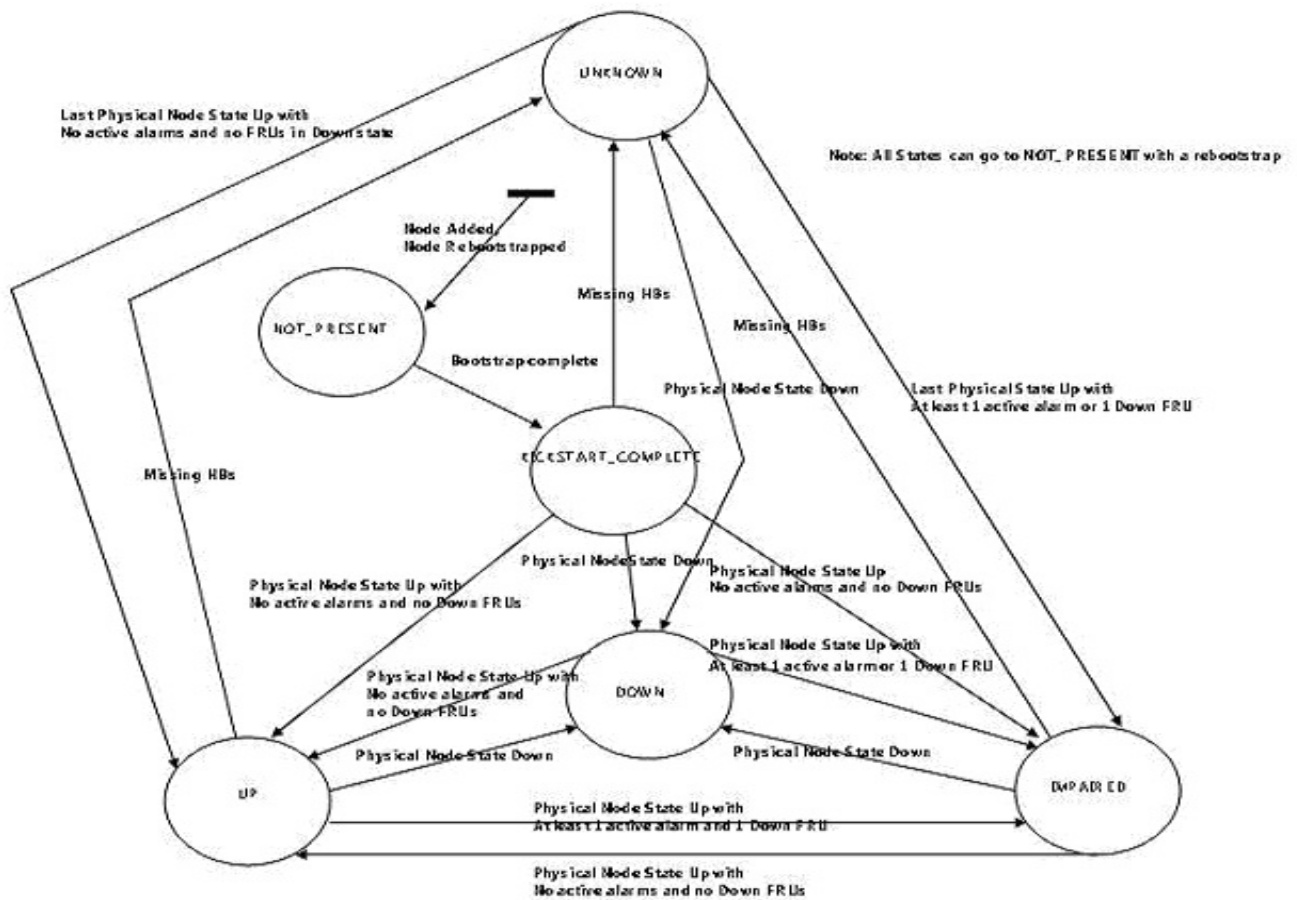 UNKNOWN
Last Physical Node State Up with
No active alarms and no FRUs in Down state
Note: All States can go to NOT_PRESENT with a rebootstrap
Node Added,
Node Rebootstrapped
Missing HBs
NOT_PRESENT
Missing HBs
Bootstrap complete
Physical Node State Down
Last Physical State Up with
At least 1 active alarm or 1 Down FRU
KICKSTART_COMPLETE
Missing HBs
Physical Node State Down
Physical Node State Up
No active alarms and no Down FRUs
Physical Node State Up with
No active alarms and no Down FRUs
Physical Node State Up with
At least 1 active alarm or 1 Down FRU
Physical Node State Up with
No active alarms and
no Down FRUs
DOWN
Physical Node State Down
Physical Node State Down
UP
IMPAIRED
Physical Node State Up with
At least 1 active alarm and 1 Down FRU
Physical Node State Up with
No active alarms and no Down FRUs